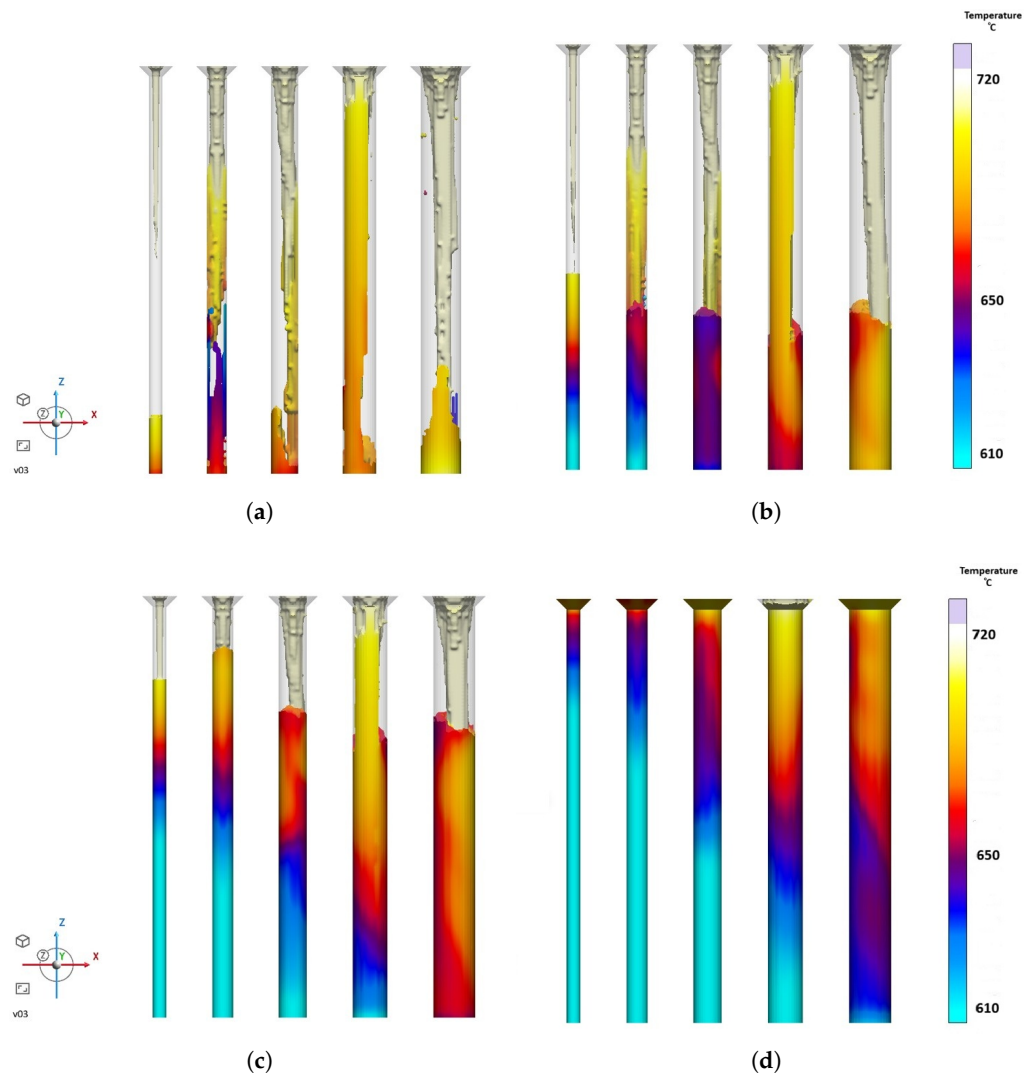 Temperature
°C
720
650
610
Z
Z
Y
X
v03
(a)
(b)
Temperature
°C
720
650
610
Z
Z
Y
X
v03
(c)
(d)